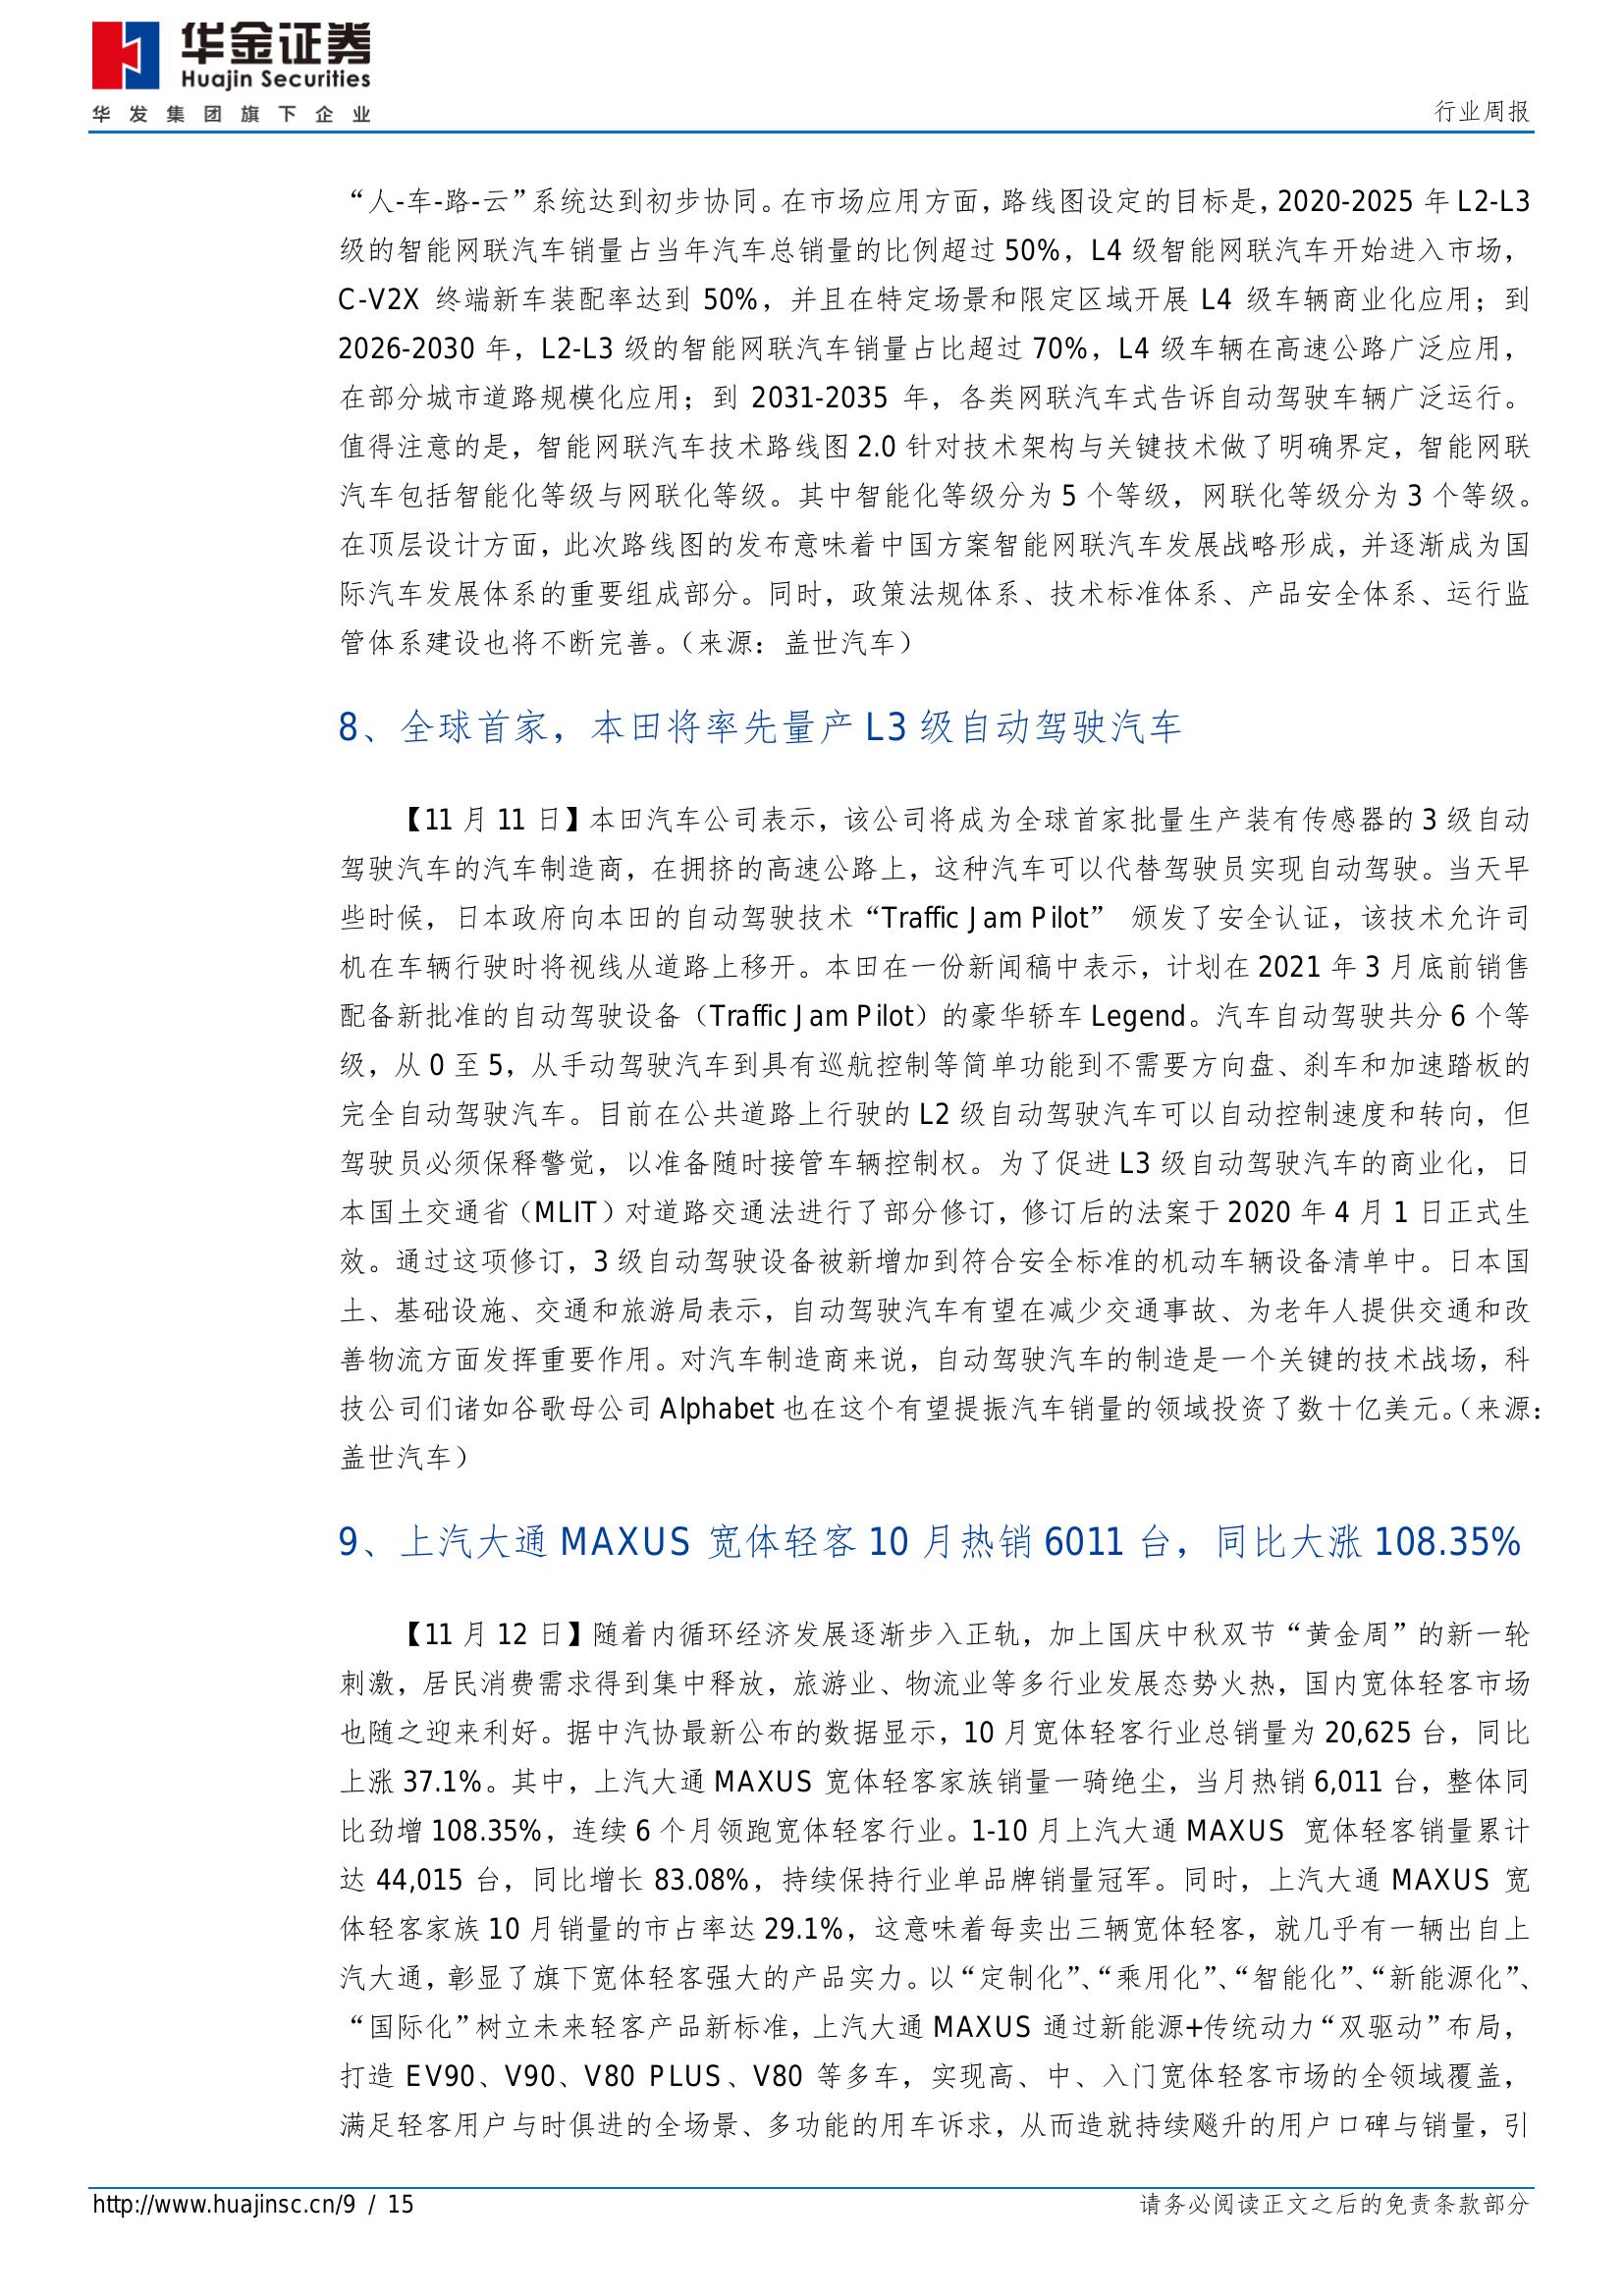 华金证券
Huajin Securities
华发集团旗下企业
行业周报
“人-车-路-云”系统达到初步协同。在市场应用方面，路线图设定的目标是，2020-2025 年 L2-L3
级的智能网联汽车销量占当年汽车总销量的比例超过 50%，L4 级智能网联汽车开始进入市场，
C-V2X 终端新车装配率达到 50%，并且在特定场景和限定区域开展 L4 级车辆商业化应用；到
2026-2030 年，L2-L3 级的智能网联汽车销量占比超过 70%，L4 级车辆在高速公路广泛应用，
在部分城市道路规模化应用；到 2031-2035 年，各类网联汽车式告诉自动驾驶车辆广泛运行。
值得注意的是，智能网联汽车技术路线图 2.0 针对技术架构与关键技术做了明确界定，智能网联
汽车包括智能化等级与网联化等级。其中智能化等级分为 5 个等级，网联化等级分为 3 个等级。
在顶层设计方面，此次路线图的发布意味着中国方案智能网联汽车发展战略形成，并逐渐成为国
际汽车发展体系的重要组成部分。同时，政策法规体系、技术标准体系、产品安全体系、运行监
管体系建设也将不断完善。（来源：盖世汽车）
8、全球首家，本田将率先量产 L3 级自动驾驶汽车
【11 月 11 日】本田汽车公司表示，该公司将成为全球首家批量生产装有传感器的 3 级自动
驾驶汽车的汽车制造商，在拥挤的高速公路上，这种汽车可以代替驾驶员实现自动驾驶。当天早
些时候，日本政府向本田的自动驾驶技术“Traffic Jam Pilot” 颁发了安全认证，该技术允许司
机在车辆行驶时将视线从道路上移开。本田在一份新闻稿中表示，计划在 2021 年 3 月底前销售
配备新批准的自动驾驶设备（Traffic Jam Pilot）的豪华轿车 Legend。汽车自动驾驶共分 6 个等
级，从 0 至 5，从手动驾驶汽车到具有巡航控制等简单功能到不需要方向盘、刹车和加速踏板的
完全自动驾驶汽车。目前在公共道路上行驶的 L2 级自动驾驶汽车可以自动控制速度和转向，但
驾驶员必须保释警觉，以准备随时接管车辆控制权。为了促进 L3 级自动驾驶汽车的商业化，日
本国土交通省（MLIT）对道路交通法进行了部分修订，修订后的法案于 2020 年 4 月 1 日正式生
效。通过这项修订，3 级自动驾驶设备被新增加到符合安全标准的机动车辆设备清单中。日本国
土、基础设施、交通和旅游局表示，自动驾驶汽车有望在减少交通事故、为老年人提供交通和改
善物流方面发挥重要作用。对汽车制造商来说，自动驾驶汽车的制造是一个关键的技术战场，科
技公司们诸如谷歌母公司 Alphabet 也在这个有望提振汽车销量的领域投资了数十亿美元。（来源：
盖世汽车）
9、上汽大通 MAXUS 宽体轻客 10 月热销 6011 台，同比大涨 108.35%
【11 月 12 日】随着内循环经济发展逐渐步入正轨，加上国庆中秋双节“黄金周”的新一轮
刺激，居民消费需求得到集中释放，旅游业、物流业等多行业发展态势火热，国内宽体轻客市场
也随之迎来利好。据中汽协最新公布的数据显示，10 月宽体轻客行业总销量为 20,625 台，同比
上涨 37.1%。其中，上汽大通 MAXUS 宽体轻客家族销量一骑绝尘，当月热销 6,011 台，整体同
比劲增 108.35%，连续 6 个月领跑宽体轻客行业。1-10 月上汽大通 MAXUS 宽体轻客销量累计
达 44,015 台，同比增长 83.08%，持续保持行业单品牌销量冠军。同时，上汽大通 MAXUS 宽
体轻客家族 10 月销量的市占率达 29.1%，这意味着每卖出三辆宽体轻客，就几乎有一辆出自上
汽大通，彰显了旗下宽体轻客强大的产品实力。以“定制化”、“乘用化”、“智能化”、“新能源化”、
“国际化”树立未来轻客产品新标准，上汽大通 MAXUS 通过新能源+传统动力“双驱动”布局，
打造 EV90、V90、V80 PLUS、V80 等多车，实现高、中、入门宽体轻客市场的全领域覆盖，
满足轻客用户与时俱进的全场景、多功能的用车诉求，从而造就持续飚升的用户口碑与销量，引
http://www.huajinsc.cn/9 / 15
请务必阅读正文之后的免责条款部分